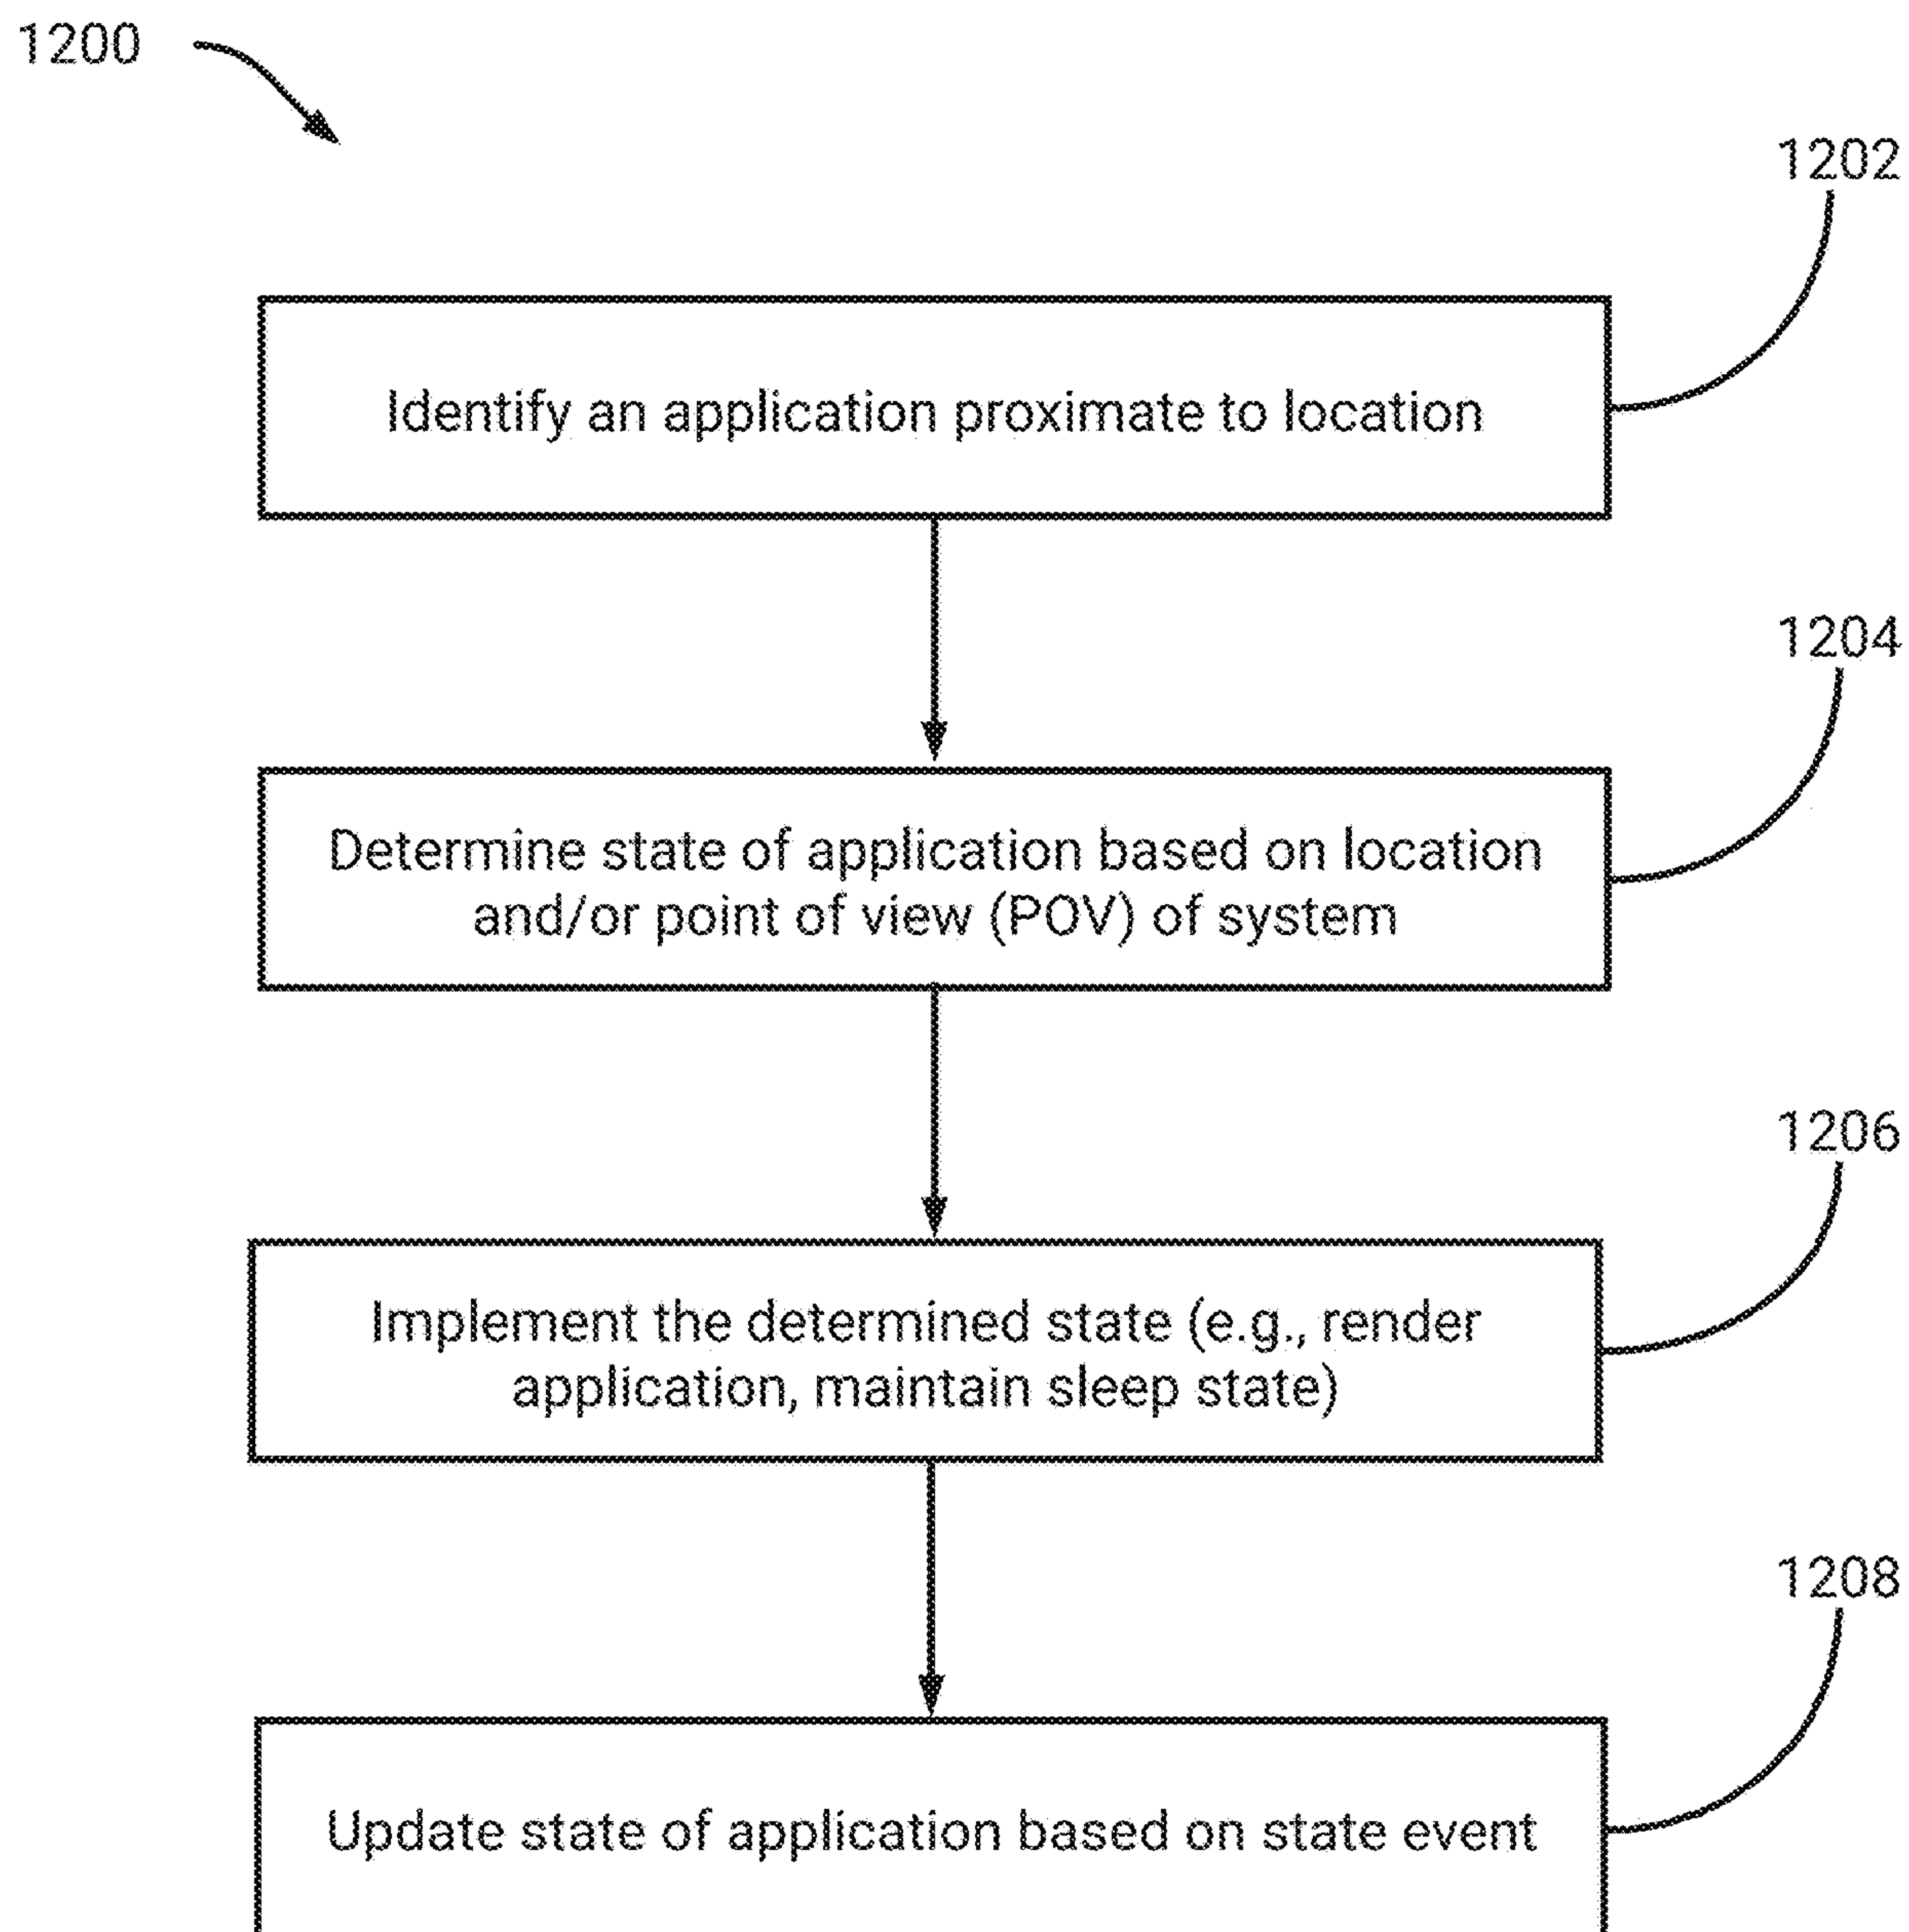 1200
1202
Identify an application proximate to location
1204
Determine state of application based on location
and/or point of view (POV) of system
1206
Implement the determined state (e.g., render
application, maintain sleep state)
1208
Update state of application based on state event